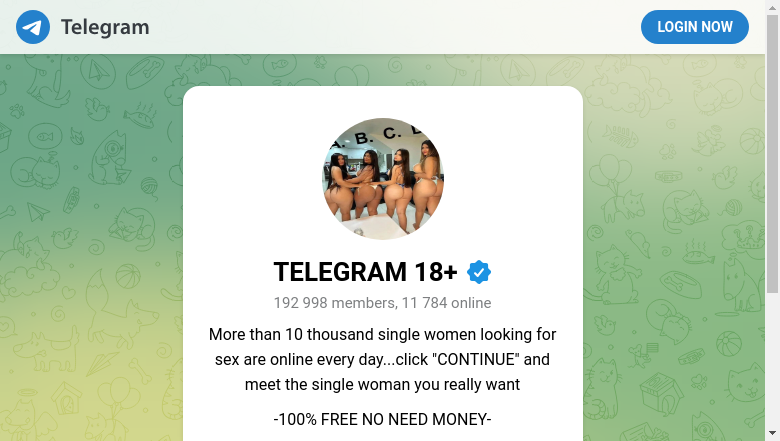 Telegram
LOGIN NOW
A. B. C. D
TELEGRAM 18+
192 998 members, 11 784 online
More than 10 thousand single women looking for
sex are online every day...click "CONTINUE" and
meet the single woman you really want
-100% FREE NO NEED MONEY-